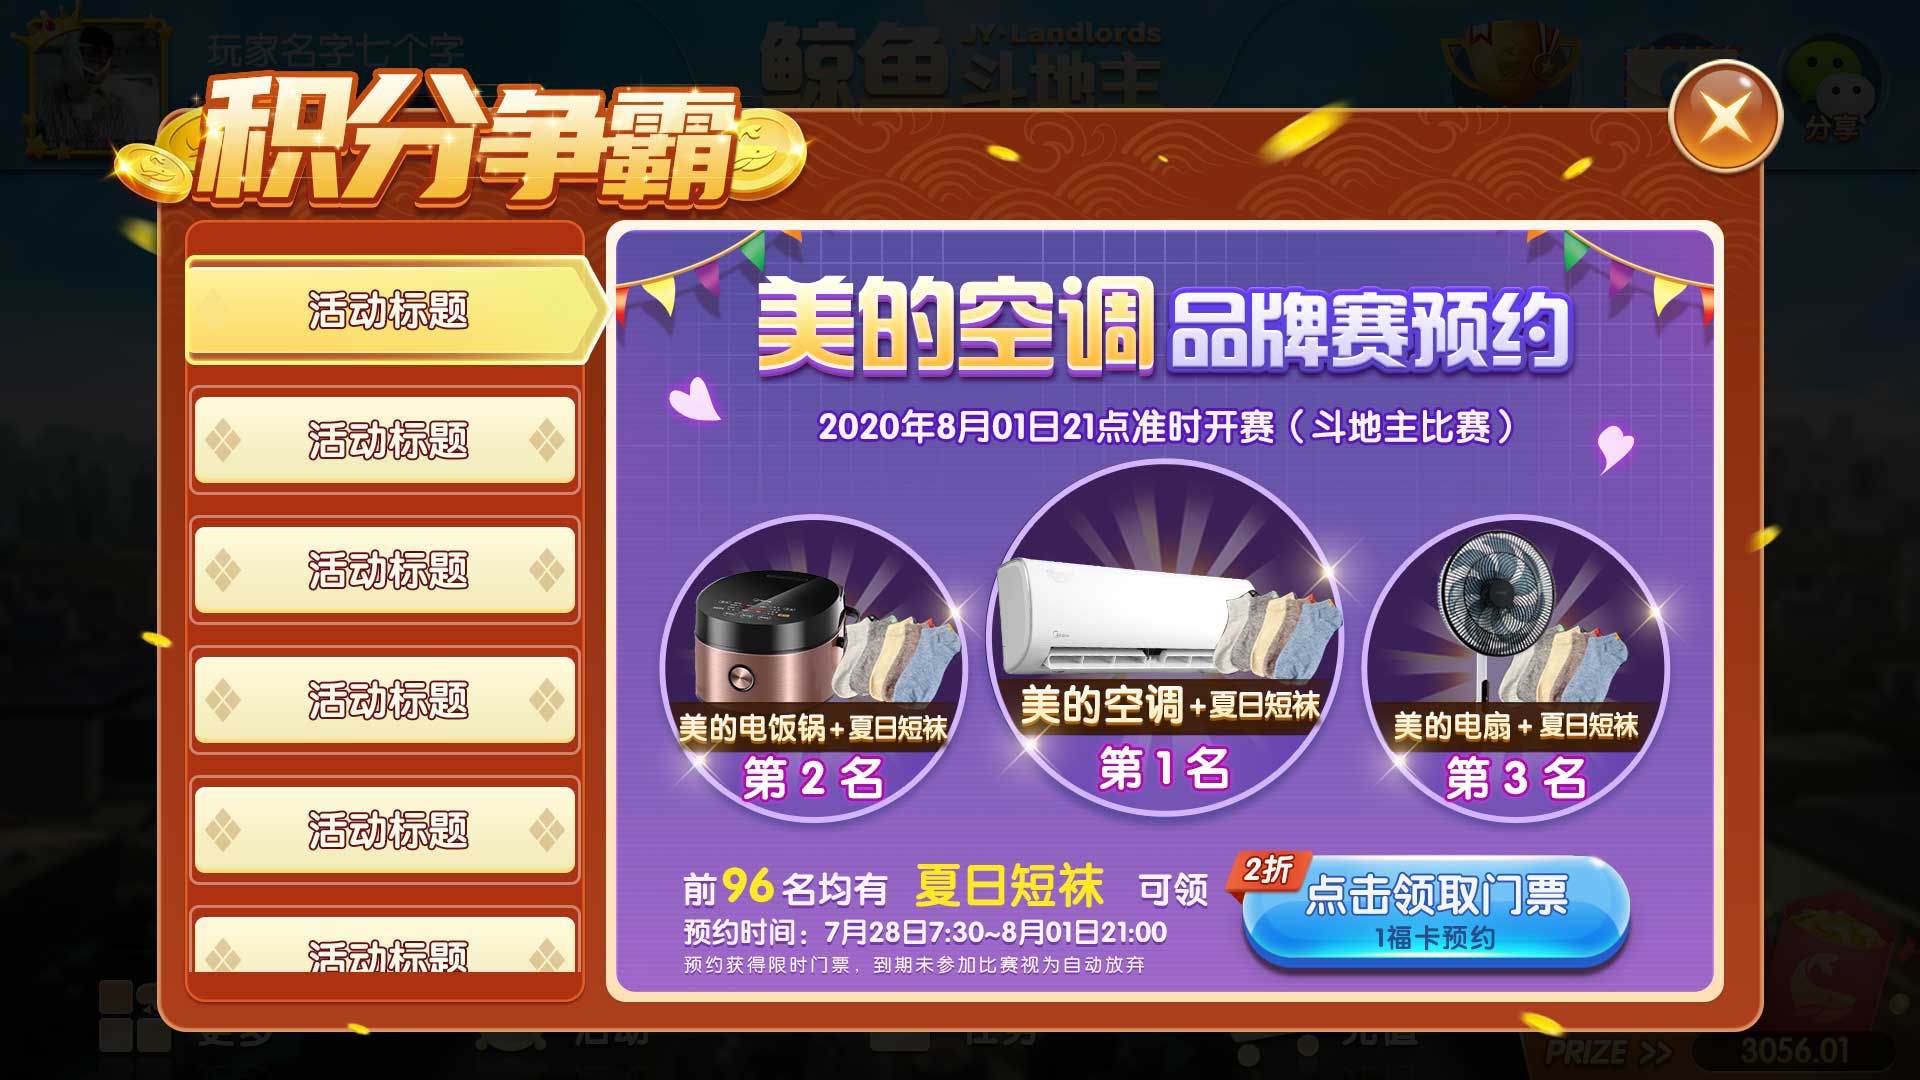 玩家名字七个字
鲸鱼
JY·Landlords
斗地主
分享
积分争霸
活动标题
活动标题
活动标题
活动标题
活动标题
活动标题
美的空调品牌赛预约
2020年8月01日21点准时开赛（斗地主比赛）
美的电饭锅+夏日短袜
第2名
美的空调+夏日短袜
第1名
美的电扇+夏日短袜
第3名
前96名均有 夏日短袜 可领
预约时间：7月28日7:30~8月01日21:00
预约获得限时门票，到期未参加比赛视为自动放弃
2折
点击领取门票
1福卡预约
更多
活动
任务
充值
PRIZE >>
3056.01